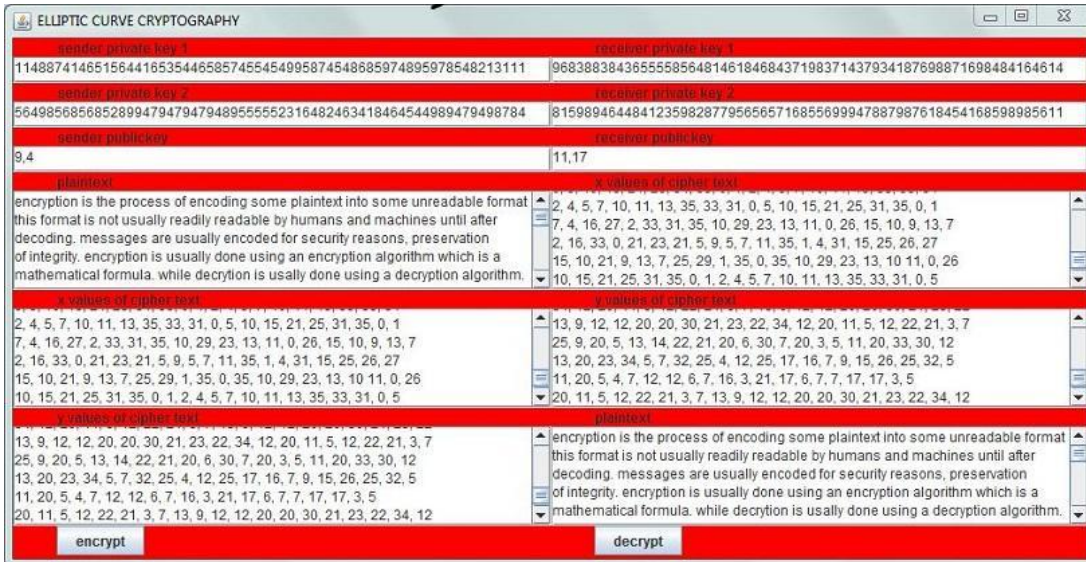 ELLIPTIC CURVE CRYPTOGRAPHY
sender private key 1
receiver private key 1
11488741465156441653544658574554549958745486859748959785482131​11
96838838436555558564814618468437198371437934187698871698484164614
sender private key 2
receiver private key 2
56498568568528994794794794895555523164824634184645449894794987​84
81598946448412359828779565657168556999478879876184541685989856​11
sender publickey
receiver publickey
9,4
11,17
plaintext
encryption is the process of encoding some plaintext into some unreadable format
this format is not usually readily readable by humans and machines until after
decoding. messages are usually encoded for security reasons, preservation
of integrity. encryption is usually done using an encryption algorithm which is a
mathematical formula. while decrytion is usally done using a decryption algorithm.
x values of cipher text
2, 4, 5, 7, 10, 11, 13, 35, 33, 31, 0, 5, 10, 15, 21, 25, 31, 35, 0, 1
7, 4, 16, 27, 2, 33, 31, 35, 10, 29, 23, 13, 11, 0, 26, 15, 10, 9, 13, 7
2, 16, 33, 0, 21, 23, 21, 5, 9, 5, 7, 11, 35, 1, 4, 31, 15, 25, 26, 27
15, 10, 21, 9, 13, 7, 25, 29, 1, 35, 0, 35, 10, 29, 23, 13, 10 11, 0, 26
10, 15, 21, 25, 31, 35, 0, 1, 2, 4, 5, 7, 10, 11, 13, 35, 33, 31, 0, 5
x values of cipher text
2, 4, 5, 7, 10, 11, 13, 35, 33, 31, 0, 5, 10, 15, 21, 25, 31, 35, 0, 1
7, 4, 16, 27, 2, 33, 31, 35, 10, 29, 23, 13, 11, 0, 26, 15, 10, 9, 13, 7
2, 16, 33, 0, 21, 23, 21, 5, 9, 5, 7, 11, 35, 1, 4, 31, 15, 25, 26, 27
15, 10, 21, 9, 13, 7, 25, 29, 1, 35, 0, 35, 10, 29, 23, 13, 10 11, 0, 26
10, 15, 21, 25, 31, 35, 0, 1, 2, 4, 5, 7, 10, 11, 13, 35, 33, 31, 0, 5
y values of cipher text
13, 9, 12, 12, 20, 20, 30, 21, 23, 22, 34, 12, 20, 11, 5, 12, 22, 21, 3, 7
25, 9, 20, 5, 13, 14, 22, 21, 20, 6, 30, 7, 20, 3, 5, 11, 20, 33, 30, 12
13, 20, 23, 34, 5, 7, 32, 25, 4, 12, 25, 17, 16, 7, 9, 15, 26, 25, 32, 5
11, 20, 5, 4, 7, 12, 12, 6, 7, 16, 3, 21, 17, 6, 7, 7, 17, 17, 3, 5
20, 11, 5, 12, 22, 21, 3, 7, 13, 9, 12, 12, 20, 20, 30, 21, 23, 22, 34, 12
y values of cipher text
13, 9, 12, 12, 20, 20, 30, 21, 23, 22, 34, 12, 20, 11, 5, 12, 22, 21, 3, 7
25, 9, 20, 5, 13, 14, 22, 21, 20, 6, 30, 7, 20, 3, 5, 11, 20, 33, 30, 12
13, 20, 23, 34, 5, 7, 32, 25, 4, 12, 25, 17, 16, 7, 9, 15, 26, 25, 32, 5
11, 20, 5, 4, 7, 12, 12, 6, 7, 16, 3, 21, 17, 6, 7, 7, 17, 17, 3, 5
20, 11, 5, 12, 22, 21, 3, 7, 13, 9, 12, 12, 20, 20, 30, 21, 23, 22, 34, 12
plaintext
encryption is the process of encoding some plaintext into some unreadable format
this format is not usually readily readable by humans and machines until after
decoding. messages are usually encoded for security reasons, preservation
of integrity. encryption is usually done using an encryption algorithm which is a
mathematical formula. while decrytion is usally done using a decryption algorithm.
encrypt
decrypt